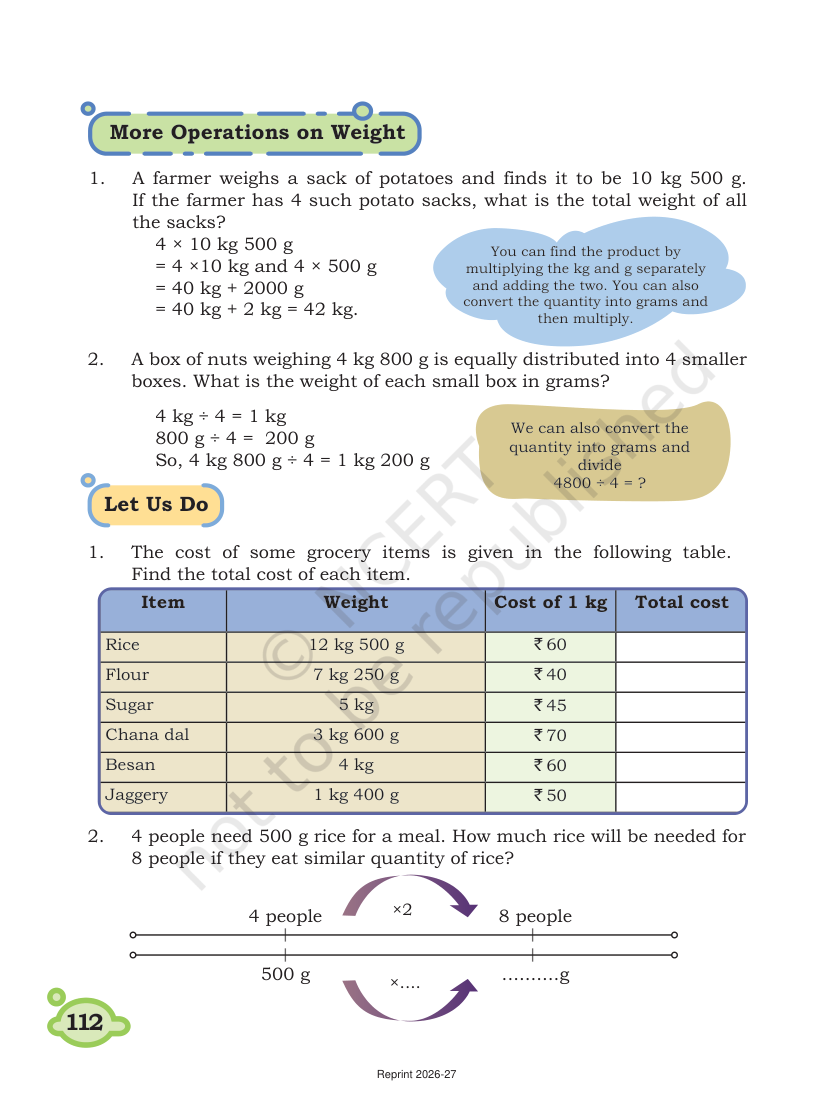 More Operations on Weight
1. A farmer weighs a sack of potatoes and finds it to be 10 kg 500 g.
If the farmer has 4 such potato sacks, what is the total weight of all
the sacks?
4 × 10 kg 500 g
= 4 ×10 kg and 4 × 500 g
= 40 kg + 2000 g
= 40 kg + 2 kg = 42 kg.
You can find the product by
multiplying the kg and g separately
and adding the two. You can also
convert the quantity into grams and
then multiply.
2. A box of nuts weighing 4 kg 800 g is equally distributed into 4 smaller
boxes. What is the weight of each small box in grams?
4 kg ÷ 4 = 1 kg
800 g ÷ 4 = 200 g
So, 4 kg 800 g ÷ 4 = 1 kg 200 g
We can also convert the
quantity into grams and
divide
4800 ÷ 4 = ?
Let Us Do
1. The cost of some grocery items is given in the following table.
Find the total cost of each item.
Item Weight Cost of 1 kg Total cost
Rice 12 kg 500 g ₹ 60
Flour 7 kg 250 g ₹ 40
Sugar 5 kg ₹ 45
Chana dal 3 kg 600 g ₹ 70
Besan 4 kg ₹ 60
Jaggery 1 kg 400 g ₹ 50
2. 4 people need 500 g rice for a meal. How much rice will be needed for
8 people if they eat similar quantity of rice?
4 people ×2 8 people
500 g ×.... ..........g
112
Reprint 2026-27
© NCERT
not to be republished